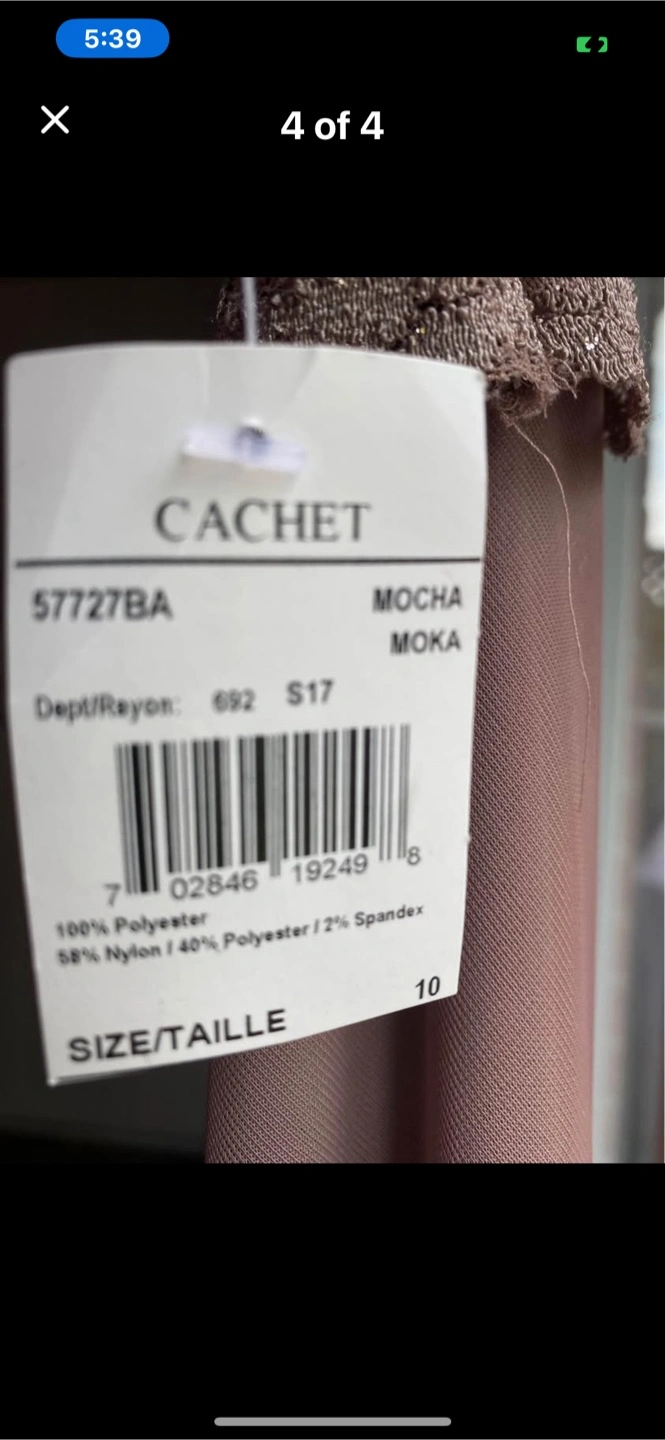 5:39
4 of 4
CACHET
57727BA MOCHA
MOKA
Dept/Rayon: 692 S17
7 02846 19249 8
100% Polyester
58% Nylon / 40% Polyester / 2% Spandex
10
SIZE/TAILLE